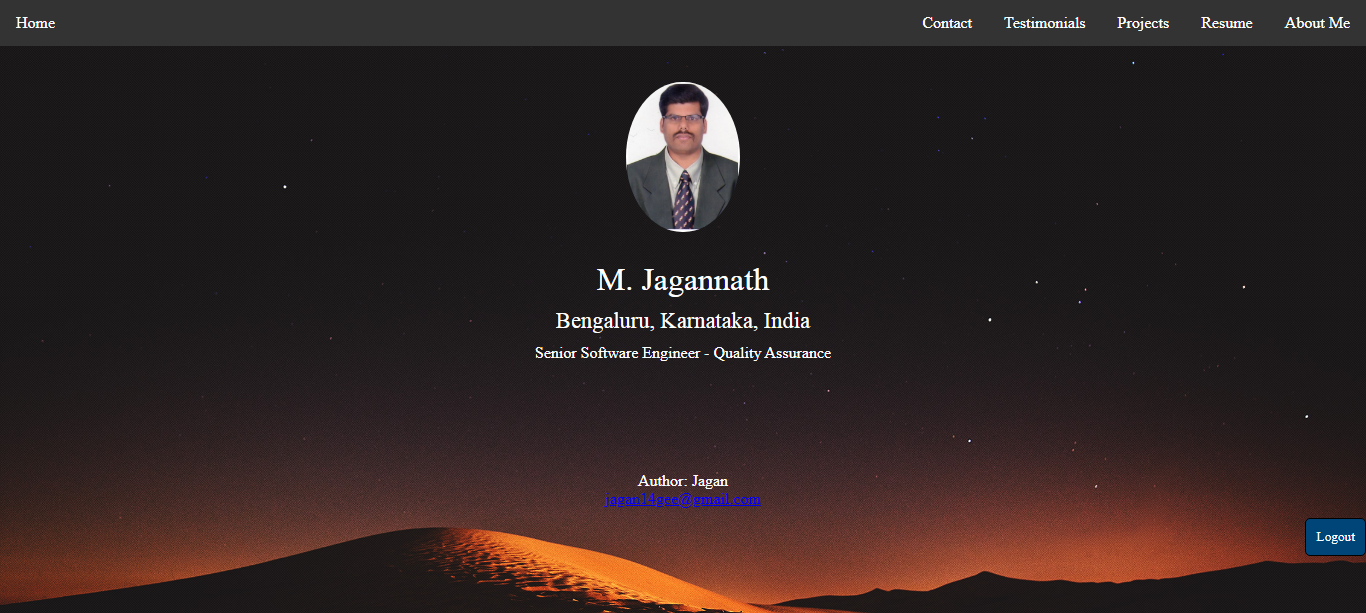 Home Contact Testimonials Projects Resume About Me
M. Jagannath
Bengaluru, Karnataka, India
Senior Software Engineer - Quality Assurance
Author: Jagan
jagan14gee@gmail.com
Logout